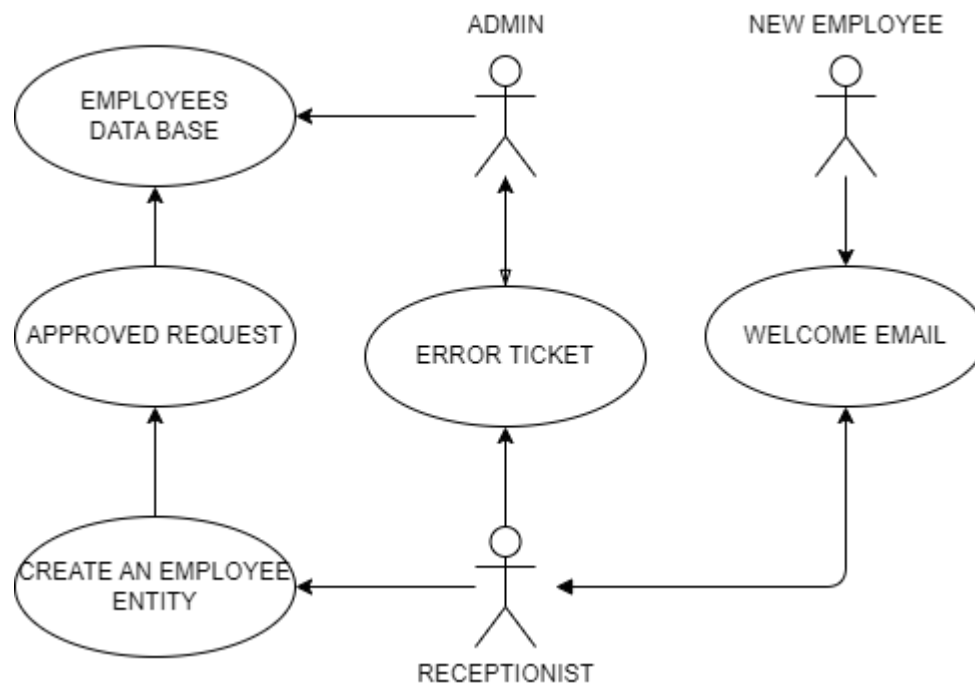 ADMIN
NEW EMPLOYEE
EMPLOYEES
DATA BASE
APPROVED REQUEST
ERROR TICKET
WELCOME EMAIL
CREATE AN EMPLOYEE
ENTITY
RECEPTIONIST